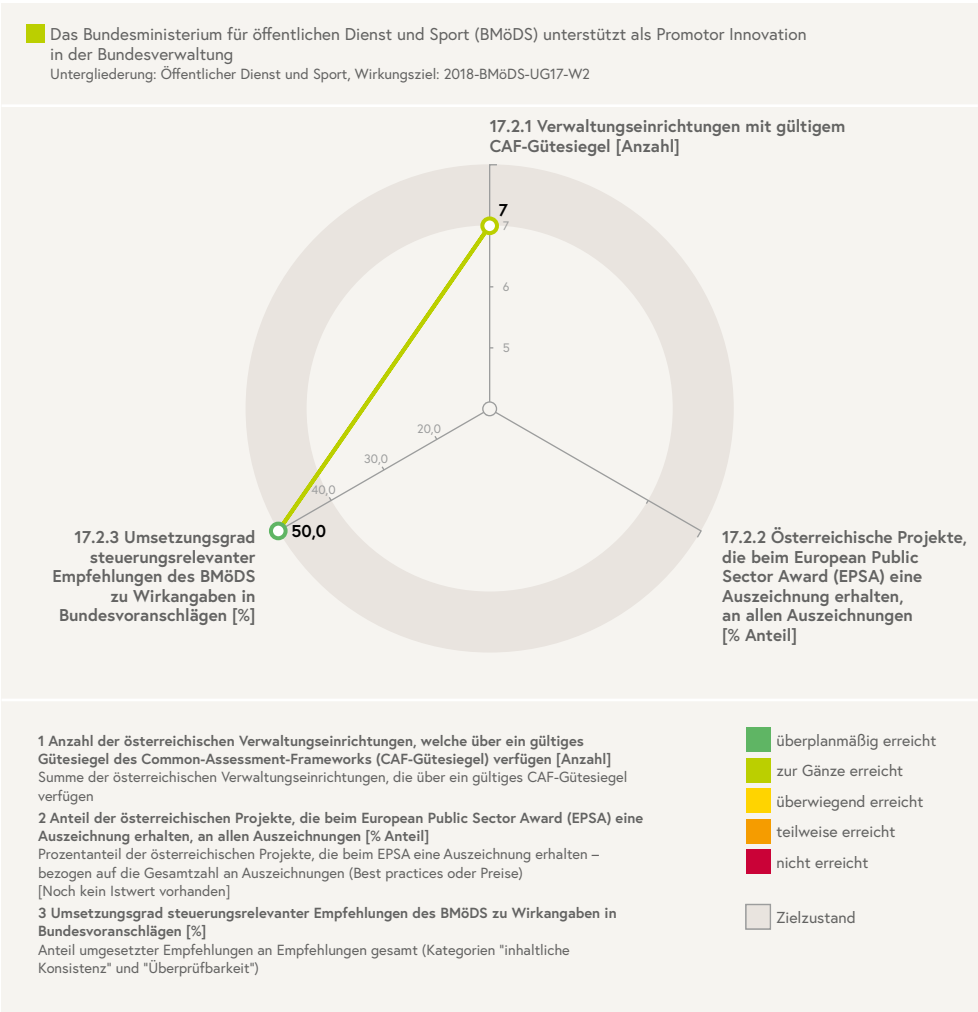 Das Bundesministerium für öffentlichen Dienst und Sport (BMöDS) unterstützt als Promotor Innovation
in der Bundesverwaltung
Untergliederung: Öffentlicher Dienst und Sport, Wirkungsziel: 2018-BMöDS-UG17-W2
17.2.1 Verwaltungseinrichtungen mit gültigem
CAF-Gütesiegel [Anzahl]
7
7
6
5
20,0
30,0
40,0
50,0
17.2.3 Umsetzungsgrad
steuerungsrelevanter
Empfehlungen des BMöDS
zu Wirkangaben in
Bundesvoranschlägen [%]
17.2.2 Österreichische Projekte,
die beim European Public
Sector Award (EPSA) eine
Auszeichnung erhalten,
an allen Auszeichnungen
[% Anteil]
1 Anzahl der österreichischen Verwaltungseinrichtungen, welche über ein gültiges
Gütesiegel des Common-Assessment-Frameworks (CAF-Gütesiegel) verfügen [Anzahl]
Summe der österreichischen Verwaltungseinrichtungen, die über ein gültiges CAF-Gütesiegel
verfügen
2 Anteil der österreichischen Projekte, die beim European Public Sector Award (EPSA) eine
Auszeichnung erhalten, an allen Auszeichnungen [% Anteil]
Prozentanteil der österreichischen Projekte, die beim EPSA eine Auszeichnung erhalten –
bezogen auf die Gesamtzahl an Auszeichnungen (Best practices oder Preise)
[Noch kein Istwert vorhanden]
3 Umsetzungsgrad steuerungsrelevanter Empfehlungen des BMöDS zu Wirkangaben in
Bundesvoranschlägen [%]
Anteil umgesetzter Empfehlungen an Empfehlungen gesamt (Kategorien "inhaltliche
Konsistenz" und "Überprüfbarkeit")
überplanmäßig erreicht
zur Gänze erreicht
überwiegend erreicht
teilweise erreicht
nicht erreicht
Zielzustand